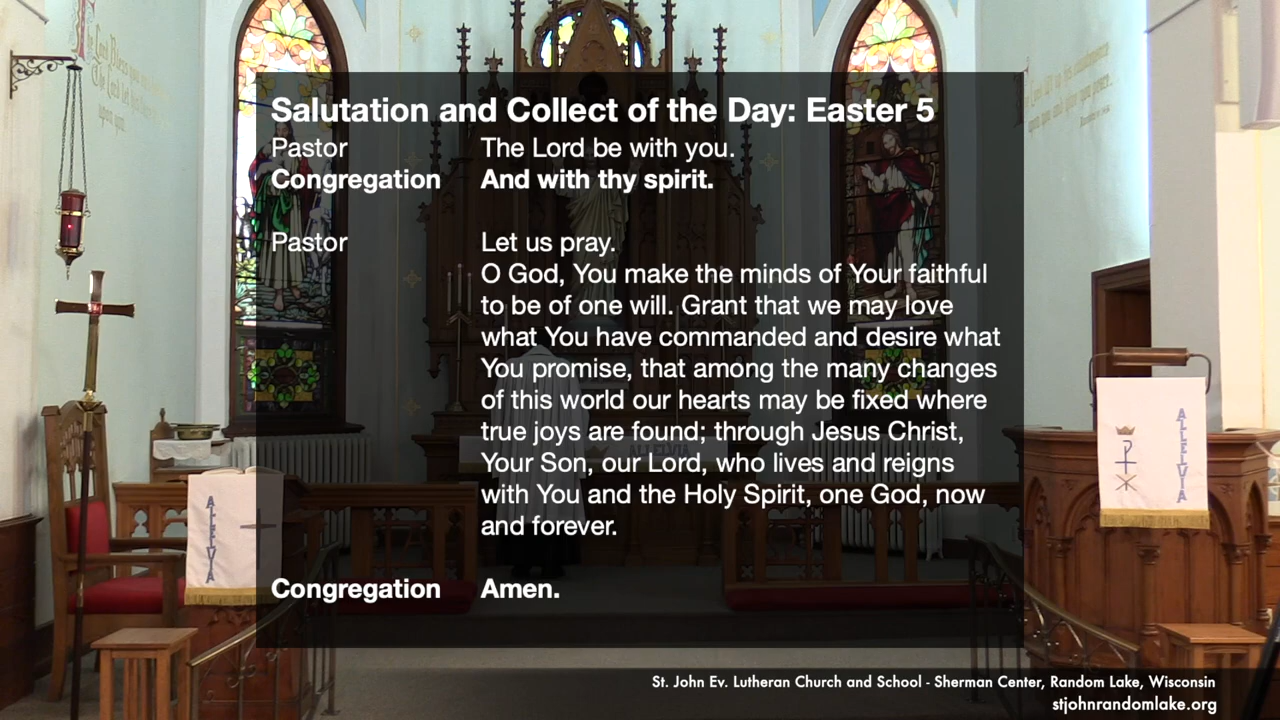 Salutation and Collect of the Day: Easter 5
Pastor The Lord be with you.
Congregation And with thy spirit.
Pastor Let us pray.
O God, You make the minds of Your faithful
to be of one will. Grant that we may love
what You have commanded and desire what
You promise, that among the many changes
of this world our hearts may be fixed where
true joys are found; through Jesus Christ,
Your Son, our Lord, who lives and reigns
with You and the Holy Spirit, one God, now
and forever.
Congregation Amen.
ALLELVIA
ALLELVIA
ALLELVIA
St. John Ev. Lutheran Church and School - Sherman Center, Random Lake, Wisconsin
stjohnrandomlake.org